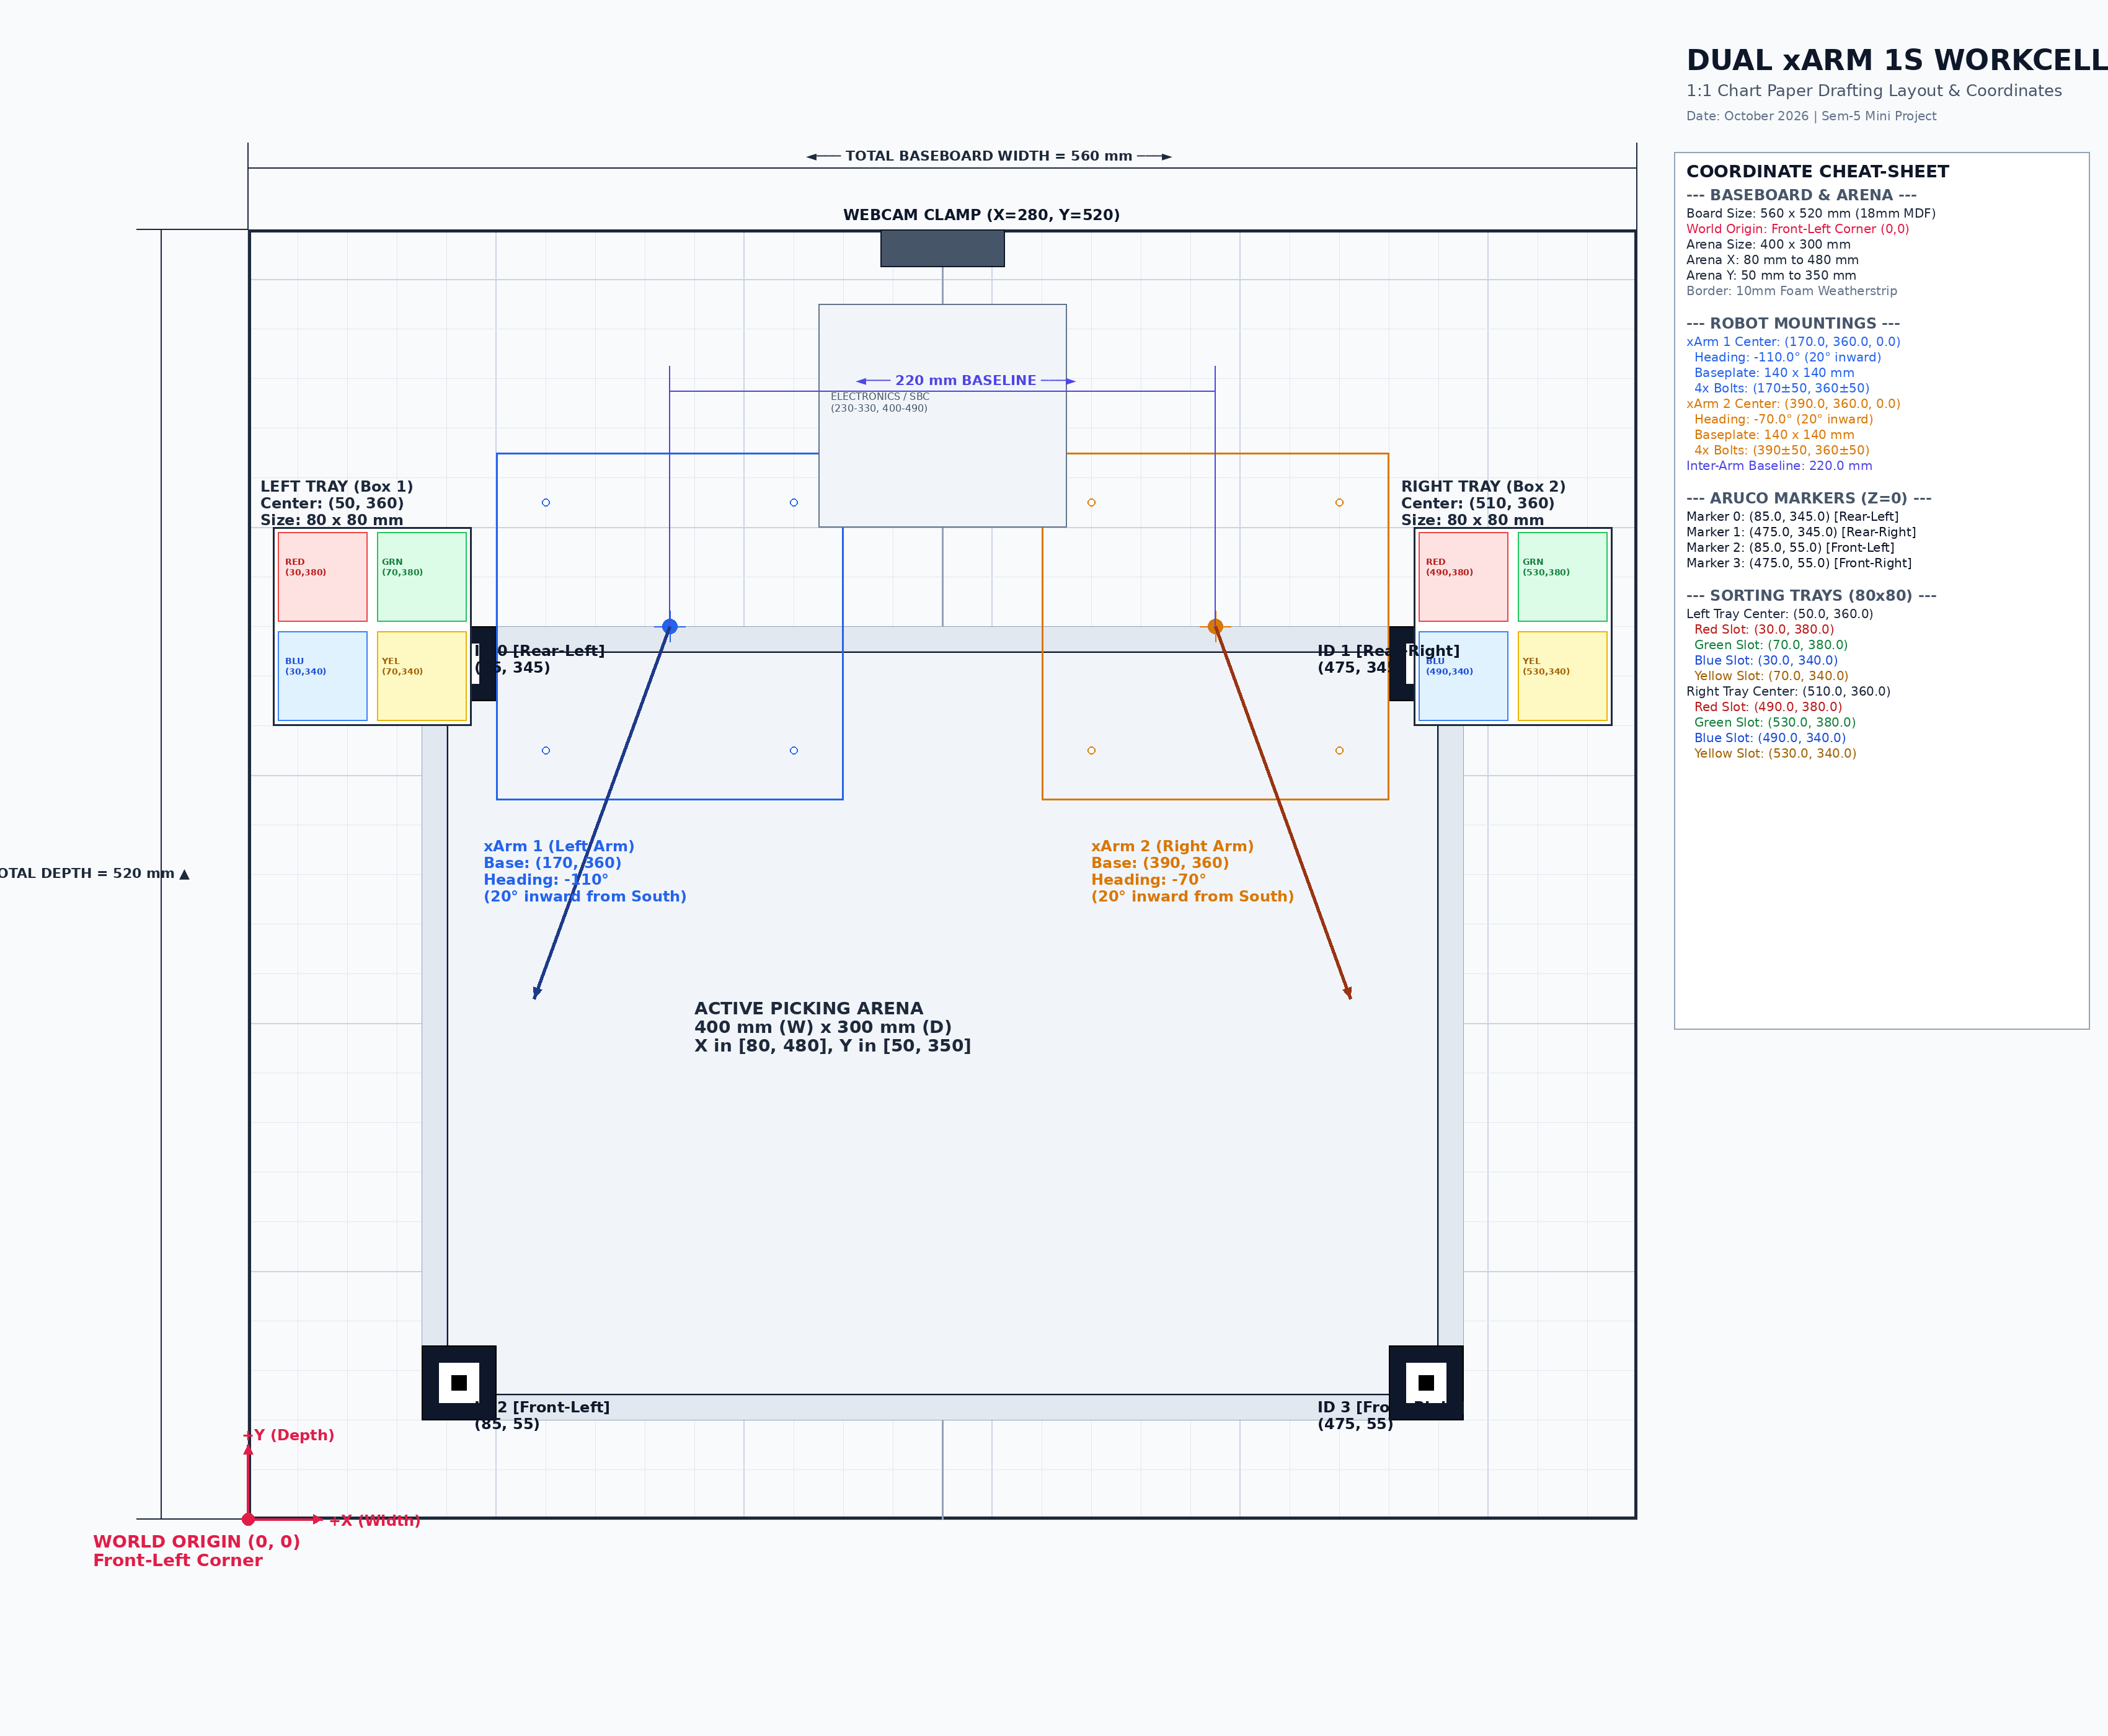 DUAL xARM 1S WORKCELL
1:1 Chart Paper Drafting Layout & Coordinates
Date: October 2026 | Sem-5 Mini Project
TOTAL BASEBOARD WIDTH = 560 mm
WEBCAM CLAMP (X=280, Y=520)
220 mm BASELINE
ELECTRONICS / SBC
(230-330, 400-490)
LEFT TRAY (Box 1)
Center: (50, 360)
Size: 80 x 80 mm
RED
(30,380)
GRN
(70,380)
BLU
(30,340)
YEL
(70,340)
RIGHT TRAY (Box 2)
Center: (510, 360)
Size: 80 x 80 mm
RED
(490,380)
GRN
(530,380)
BLU
(490,340)
YEL
(530,340)
[Rear-Left]
345)
ID 1 [Rear-Right]
(475, 345
xArm 1 (Left Arm)
Base: (170, 360)
Heading: -110°
(20° inward from South)
xArm 2 (Right Arm)
Base: (390, 360)
Heading: -70°
(20° inward from South)
OTAL DEPTH = 520 mm ▲
ACTIVE PICKING ARENA
400 mm (W) x 300 mm (D)
X in [80, 480], Y in [50, 350]
2 [Front-Left]
(85, 55)
ID 3 [Fro
(475, 55)
+Y (Depth)
+X (Width)
WORLD ORIGIN (0, 0)
Front-Left Corner
COORDINATE CHEAT-SHEET
--- BASEBOARD & ARENA ---
Board Size: 560 x 520 mm (18mm MDF)
World Origin: Front-Left Corner (0,0)
Arena Size: 400 x 300 mm
Arena X: 80 mm to 480 mm
Arena Y: 50 mm to 350 mm
Border: 10mm Foam Weatherstrip
--- ROBOT MOUNTINGS ---
xArm 1 Center: (170.0, 360.0, 0.0)
Heading: -110.0° (20° inward)
Baseplate: 140 x 140 mm
4x Bolts: (170±50, 360±50)
xArm 2 Center: (390.0, 360.0, 0.0)
Heading: -70.0° (20° inward)
Baseplate: 140 x 140 mm
4x Bolts: (390±50, 360±50)
Inter-Arm Baseline: 220.0 mm
--- ARUCO MARKERS (Z=0) ---
Marker 0: (85.0, 345.0) [Rear-Left]
Marker 1: (475.0, 345.0) [Rear-Right]
Marker 2: (85.0, 55.0) [Front-Left]
Marker 3: (475.0, 55.0) [Front-Right]
--- SORTING TRAYS (80x80) ---
Left Tray Center: (50.0, 360.0)
Red Slot: (30.0, 380.0)
Green Slot: (70.0, 380.0)
Blue Slot: (30.0, 340.0)
Yellow Slot: (70.0, 340.0)
Right Tray Center: (510.0, 360.0)
Red Slot: (490.0, 380.0)
Green Slot: (530.0, 380.0)
Blue Slot: (490.0, 340.0)
Yellow Slot: (530.0, 340.0)